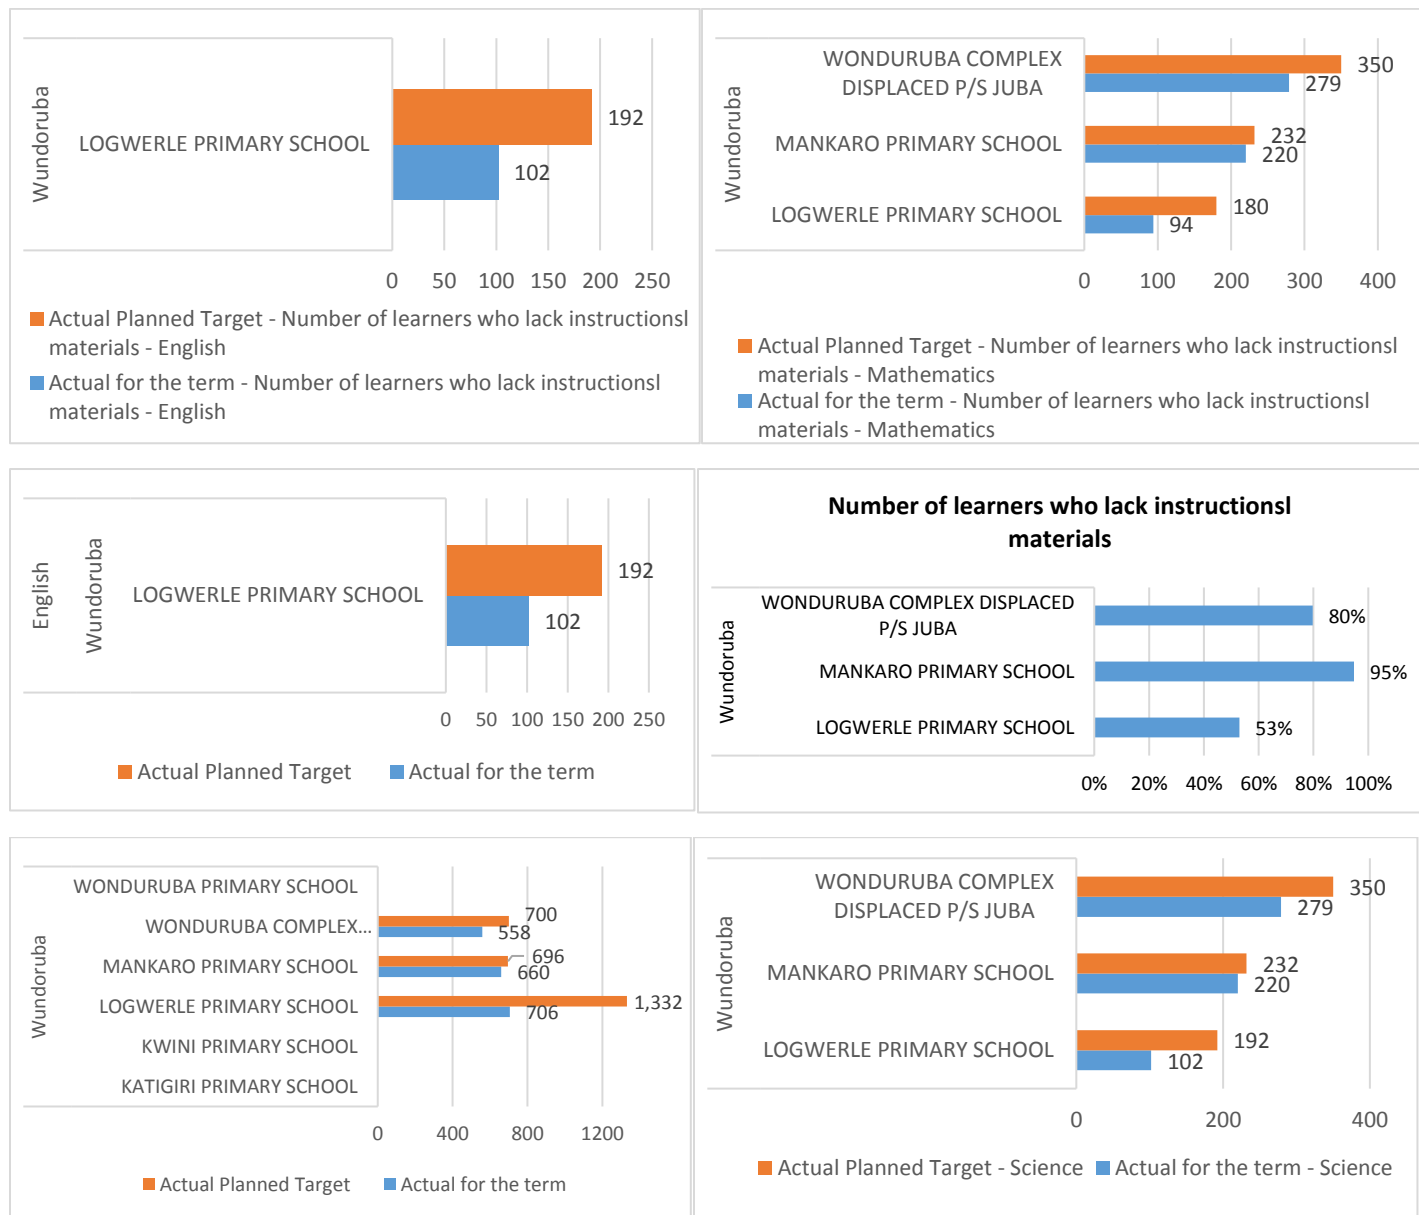 Wundoruba
LOGWERLE PRIMARY SCHOOL
192
102
0 50 100 150 200 250
Actual Planned Target - Number of learners who lack instructionsl
materials - English
Actual for the term - Number of learners who lack instructionsl
materials - English
Wundoruba
WONDURUBA COMPLEX
DISPLACED P/S JUBA
350
279
MANKARO PRIMARY SCHOOL
232
220
LOGWERLE PRIMARY SCHOOL
180
94
0 100 200 300 400
Actual Planned Target - Number of learners who lack instructionsl
materials - Mathematics
Actual for the term - Number of learners who lack instructionsl
materials - Mathematics
English
Wundoruba
LOGWERLE PRIMARY SCHOOL
192
102
0 50 100 150 200 250
Actual Planned Target Actual for the term
Number of learners who lack instructionsl
materials
Wundoruba
WONDURUBA COMPLEX DISPLACED
P/S JUBA
80%
MANKARO PRIMARY SCHOOL
95%
LOGWERLE PRIMARY SCHOOL
53%
0% 20% 40% 60% 80% 100%
Wundoruba
WONDURUBA PRIMARY SCHOOL
WONDURUBA COMPLEX...
700
558
MANKARO PRIMARY SCHOOL
696
660
LOGWERLE PRIMARY SCHOOL
1,332
706
KWINI PRIMARY SCHOOL
KATIGIRI PRIMARY SCHOOL
0 400 800 1200
Actual Planned Target Actual for the term
Wundoruba
WONDURUBA COMPLEX
DISPLACED P/S JUBA
350
279
MANKARO PRIMARY SCHOOL
232
220
LOGWERLE PRIMARY SCHOOL
192
102
0 200 400
Actual Planned Target - Science Actual for the term - Science